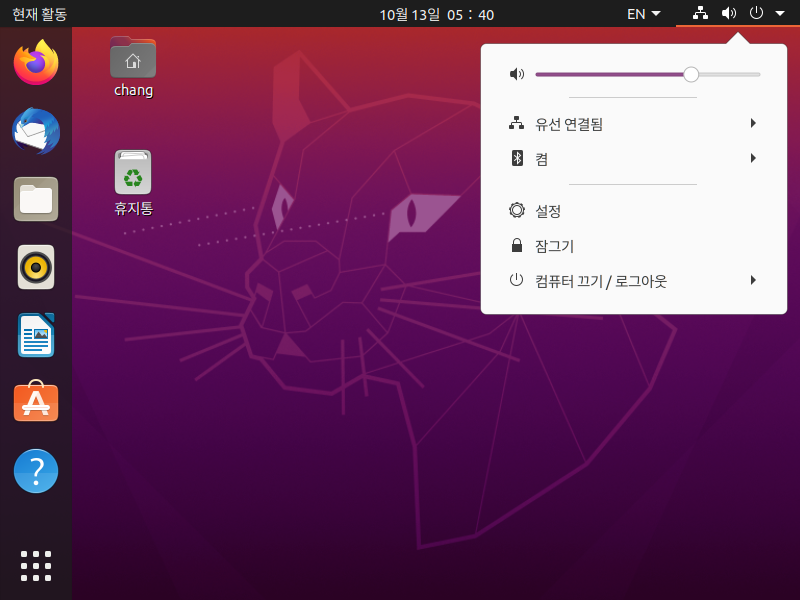 현재 활동
10월 13일 05 : 40
EN
chang
휴지통
유선 연결됨
켬
설정
잠그기
컴퓨터 끄기 / 로그아웃